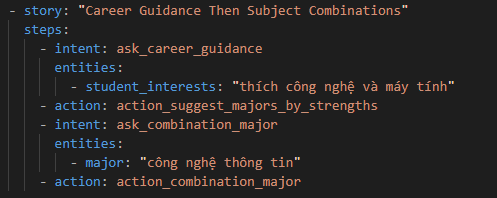 - story: "Career Guidance Then Subject Combinations"
  steps:
    - intent: ask_career_guidance
      entities:
        - student_interests: "thích công nghệ và máy tính"
    - action: action_suggest_majors_by_strengths
    - intent: ask_combination_major
      entities:
        - major: "công nghệ thông tin"
    - action: action_combination_major